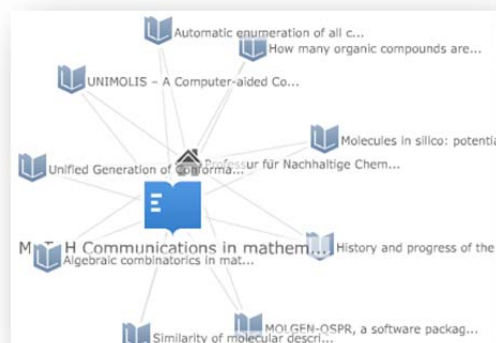 Automatic enumeration of all c...
How many organic compounds are...
UNIMOLIS – A Computer-aided Co...
Molecules in silico: potentia
Professur für Nachhaltige Chem...
Unified Generation of Conforma...
H Communications in mathem...
History and progress of the
Algebraic combinatorics in mat...
MOLGEN-QSPR, a software packag...
Similarity of molecular descri...